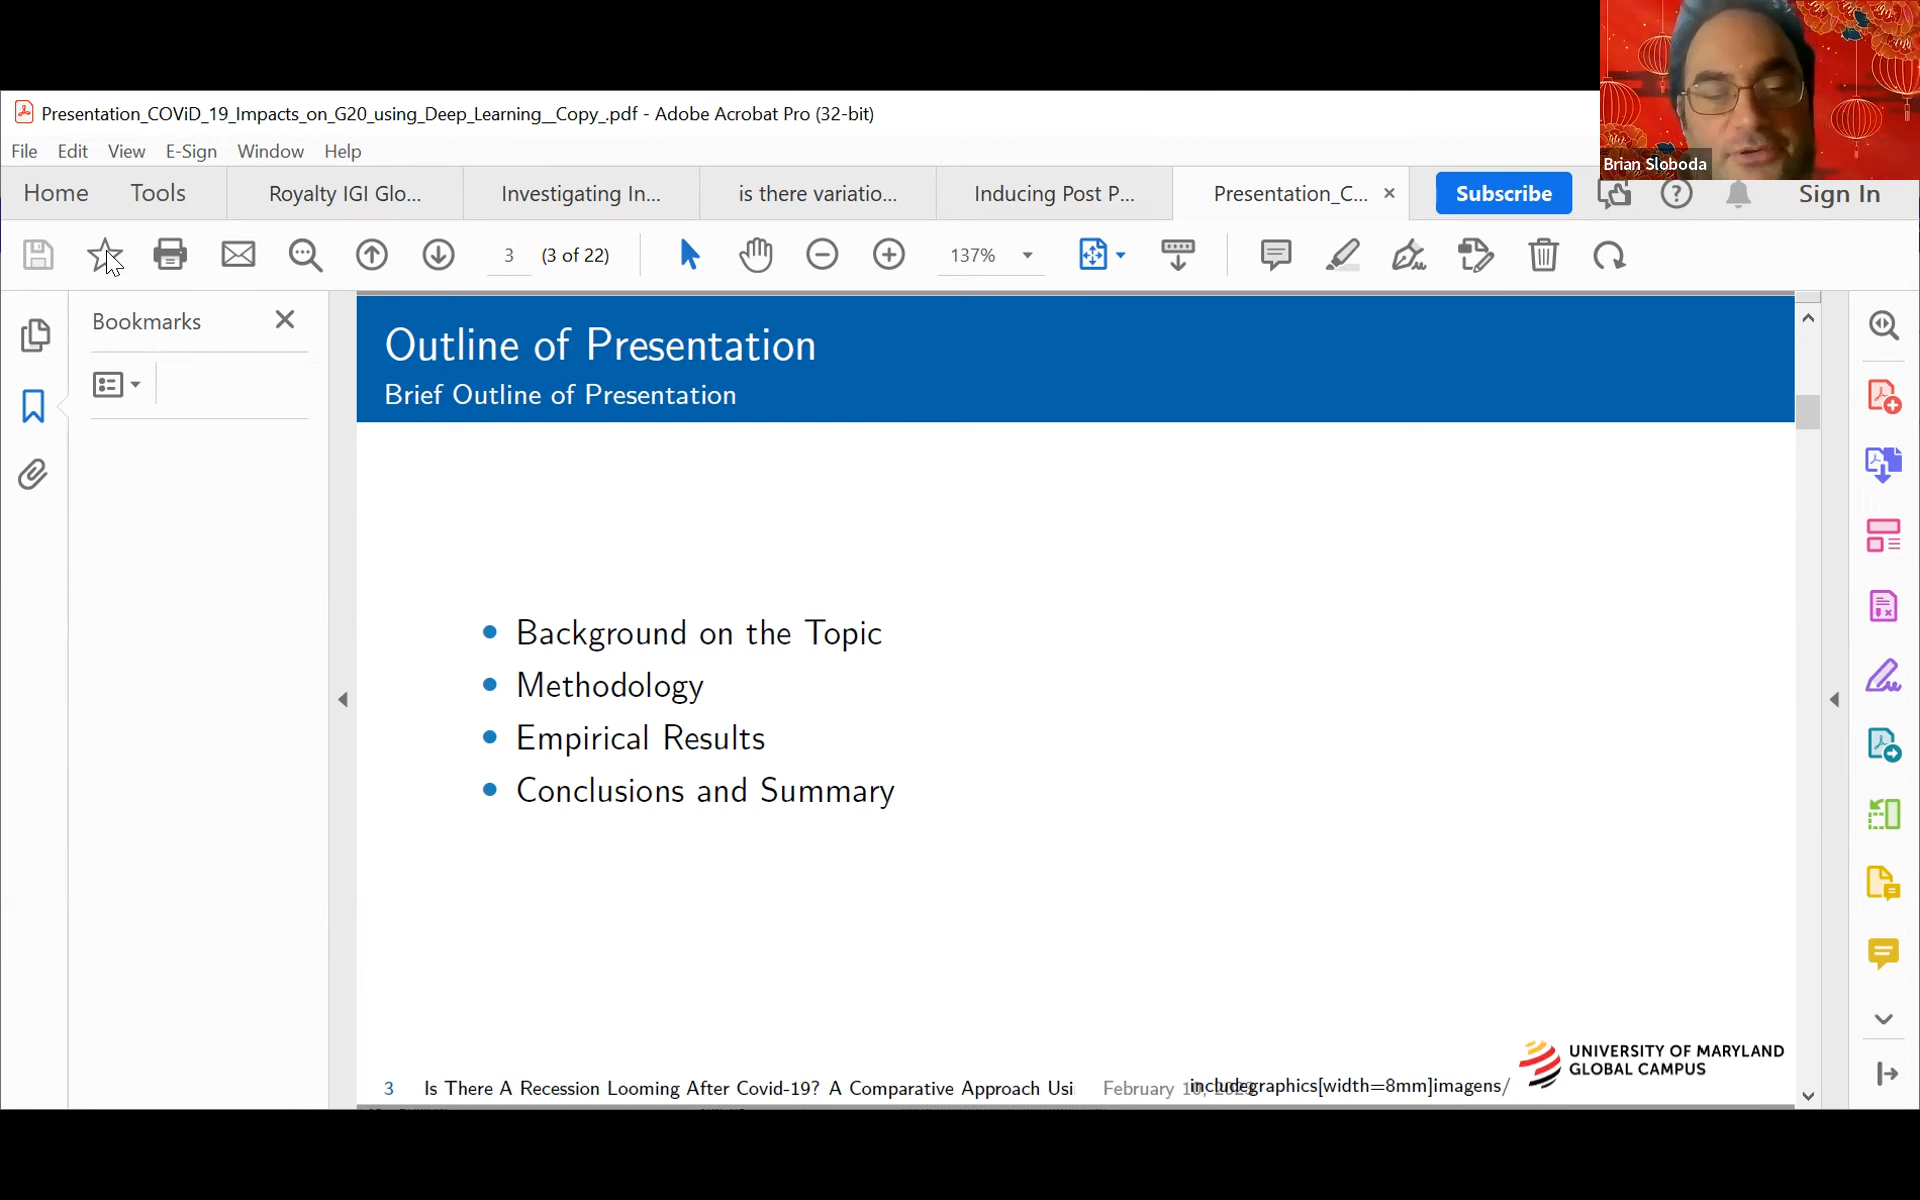 Presentation_COViD_19_Impacts_on_G20_using_Deep_Learning__Copy_.pdf - Adobe Acrobat Pro (32-bit)
File Edit View E-Sign Window Help
Brian Sloboda
Home Tools Royalty IGI Glo... Investigating In... is there variatio... Inducing Post P... Presentation_C... × Subscribe Sign In
3 (3 of 22) 137%
Bookmarks
Outline of Presentation
Brief Outline of Presentation
Background on the Topic
Methodology
Empirical Results
Conclusions and Summary
UNIVERSITY OF MARYLAND
GLOBAL CAMPUS
3 Is There A Recession Looming After Covid-19? A Comparative Approach Usi February includegraphics[width=8mm]imagens/